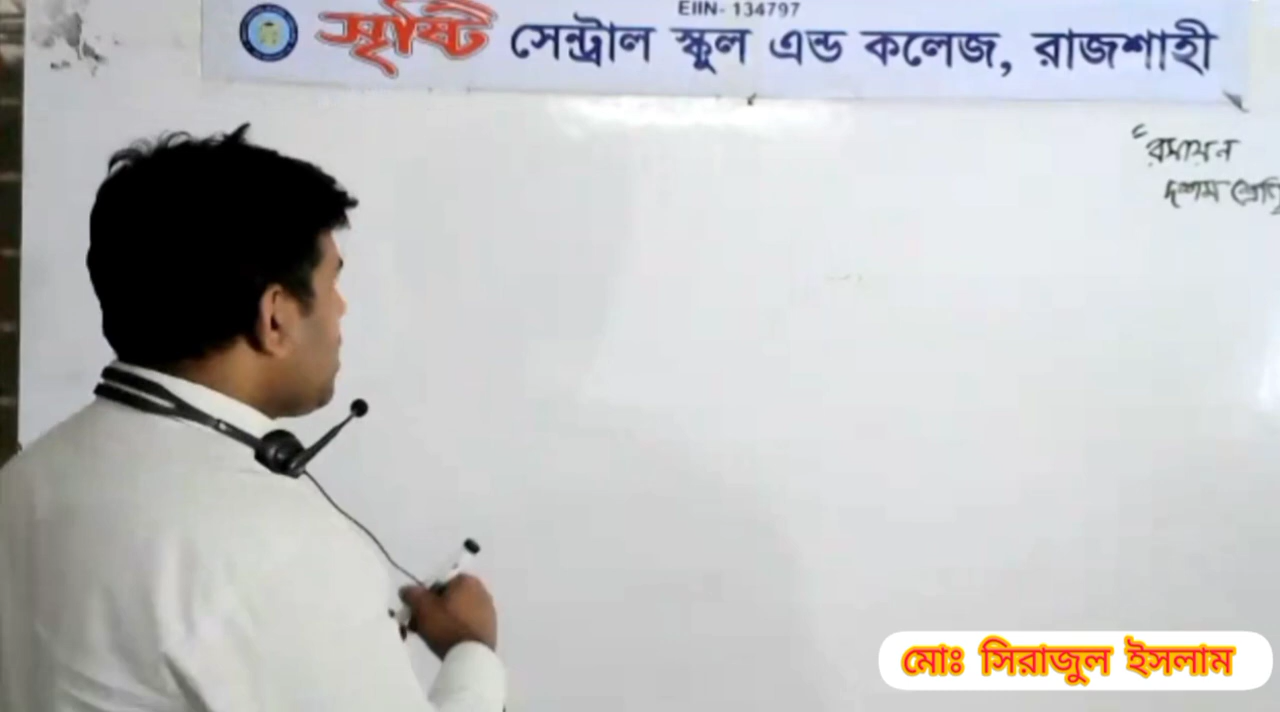 EIIN- 134797
সৃষ্টি সেন্ট্রাল স্কুল এন্ড কলেজ, রাজশাহী
"রসায়ন
দশম শ্রেণি
মোঃ সিরাজুল ইসলাম